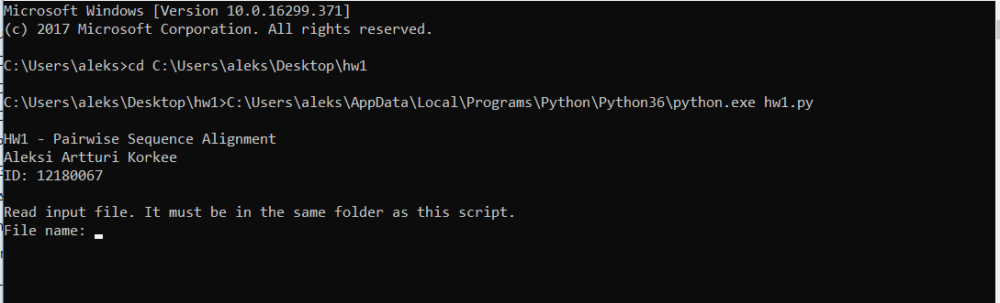 Microsoft Windows [Version 10.0.16299.371]
(c) 2017 Microsoft Corporation. All rights reserved.
C:\Users\aleks>cd C:\Users\aleks\Desktop\hw1
C:\Users\aleks\Desktop\hw1>C:\Users\aleks\AppData\Local\Programs\Python\Python36\python.exe hw1.py
HW1 - Pairwise Sequence Alignment
Aleksi Artturi Korkee
ID: 12180067
Read input file. It must be in the same folder as this script.
File name: